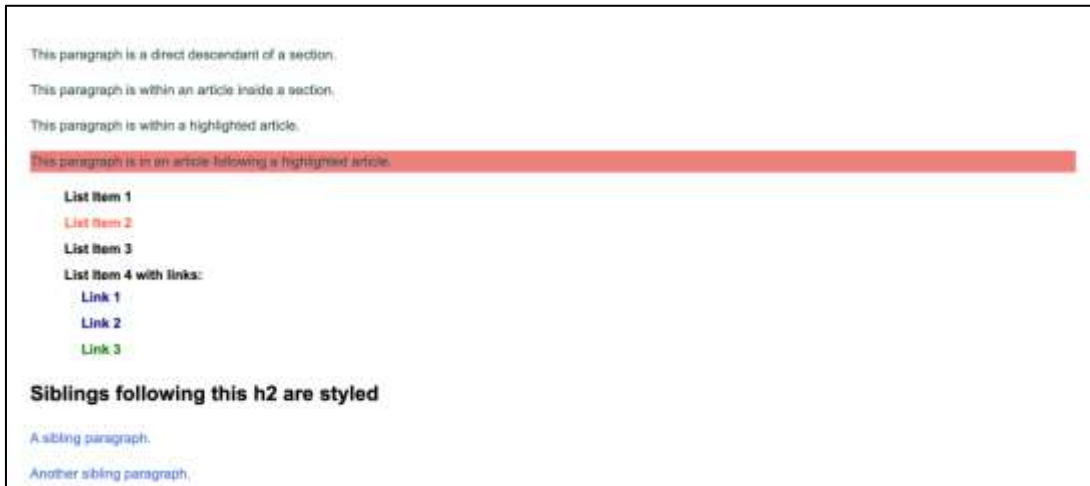 This paragraph is a direct descendant of a section.
This paragraph is within an article inside a section.
This paragraph is within a highlighted article.
This paragraph is in an article following a highlighted article.
List Item 1
List Item 2
List Item 3
List Item 4 with links:
Link 1
Link 2
Link 3
Siblings following this h2 are styled
A sibling paragraph.
Another sibling paragraph.